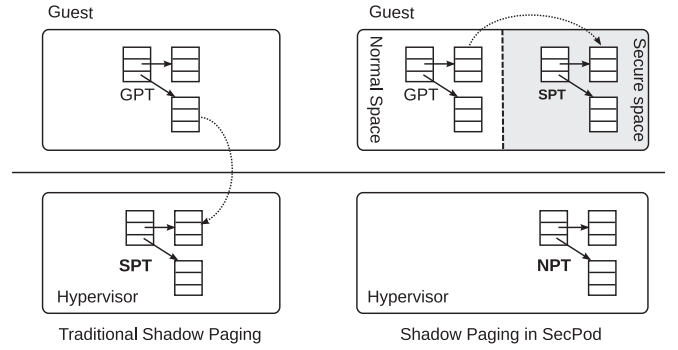 Guest
GPT
SPT
Hypervisor
Traditional Shadow Paging
Guest
Normal Space
GPT
SPT
Secure space
NPT
Hypervisor
Shadow Paging in SecPod